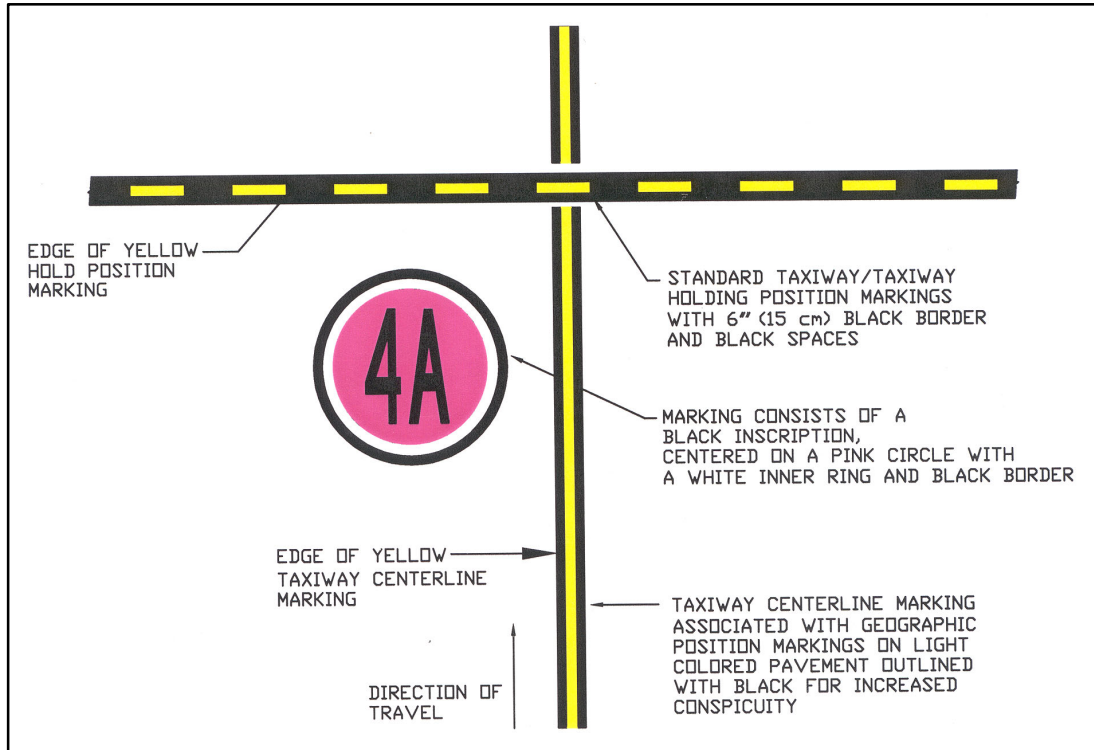 EDGE OF YELLOW
HOLD POSITION
MARKING
STANDARD TAXIWAY/TAXIWAY
HOLDING POSITION MARKINGS
WITH 6" (15 cm) BLACK BORDER
AND BLACK SPACES
4A
MARKING CONSISTS OF A
BLACK INSCRIPTION,
CENTERED ON A PINK CIRCLE WITH
A WHITE INNER RING AND BLACK BORDER
EDGE OF YELLOW
TAXIWAY CENTERLINE
MARKING
TAXIWAY CENTERLINE MARKING
ASSOCIATED WITH GEOGRAPHIC
POSITION MARKINGS ON LIGHT
COLORED PAVEMENT OUTLINED
WITH BLACK FOR INCREASED
CONSPICUITY
DIRECTION OF
TRAVEL